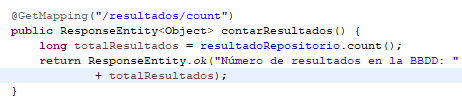 @GetMapping("/resultados/count")
public ResponseEntity<Object> contarResultados() {
    long totalResultados = resultadoRepositorio.count();
    return ResponseEntity.ok("Número de resultados en la BBDD: "
            + totalResultados);
}